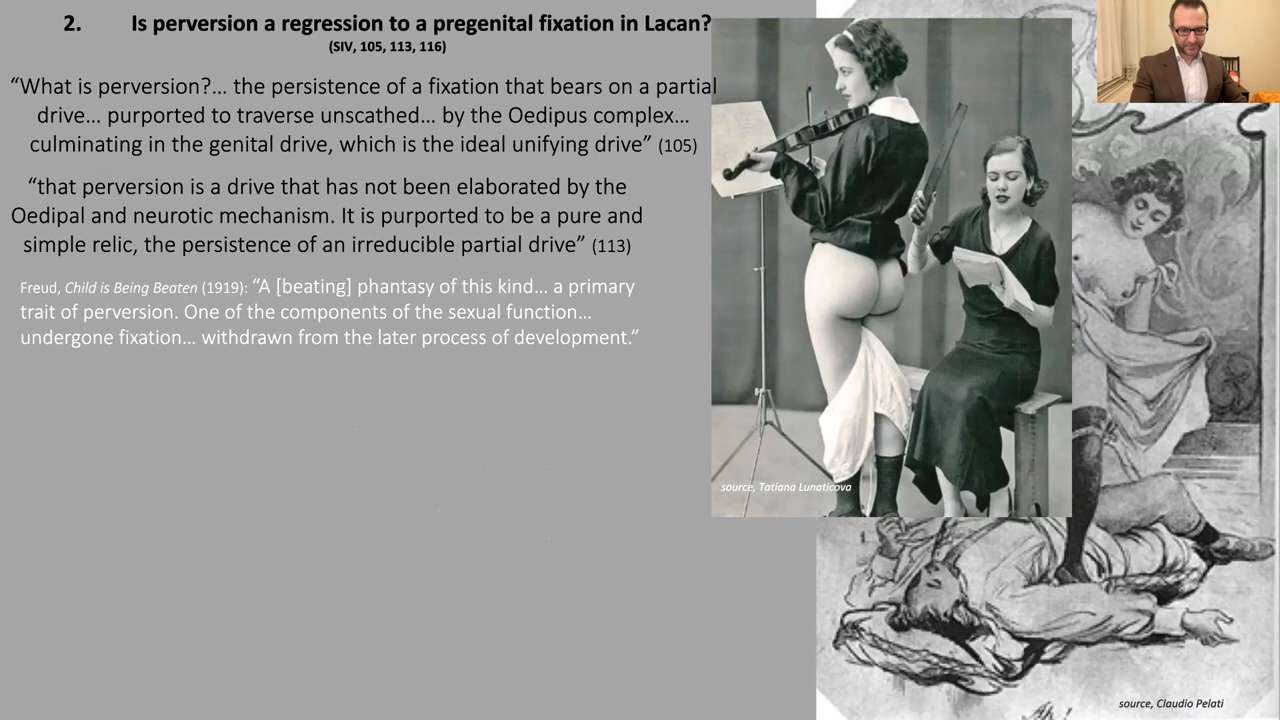 2. Is perversion a regression to a pregenital fixation in Lacan?
(SIV, 105, 113, 116)
“What is perversion?... the persistence of a fixation that bears on a partial
drive... purported to traverse unscathed... by the Oedipus complex...
culminating in the genital drive, which is the ideal unifying drive” (105)
“that perversion is a drive that has not been elaborated by the
Oedipal and neurotic mechanism. It is purported to be a pure and
simple relic, the persistence of an irreducible partial drive” (113)
Freud, Child is Being Beaten (1919): “A [beating] phantasy of this kind... a primary
trait of perversion. One of the components of the sexual function...
undergone fixation... withdrawn from the later process of development.”
source, Tatiana Lunaticova
source, Claudio Pelati
Ah!